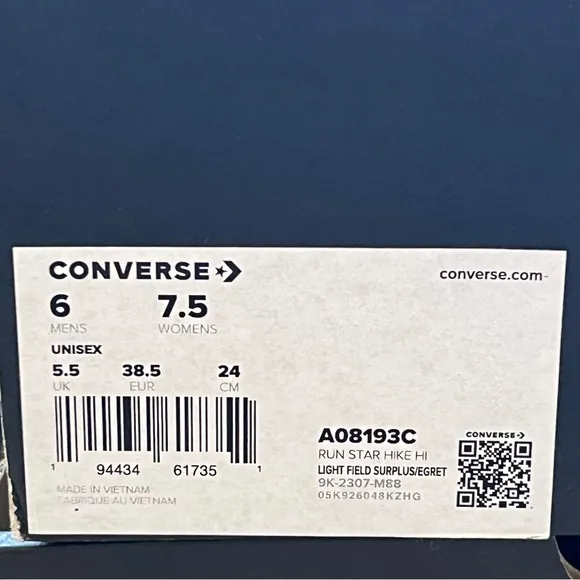 CONVERSE
converse.com
6 7.5
MENS WOMENS
UNISEX
5.5 38.5 24
UK EUR CM
1 94434 61735 1
A08193C
RUN STAR HIKE HI
LIGHT FIELD SURPLUS/EGRET
9K-2307-M88
05K926048KZHG
CONVERSE
MADE IN VIETNAM
FABRIQUÉ AU VIETNAM